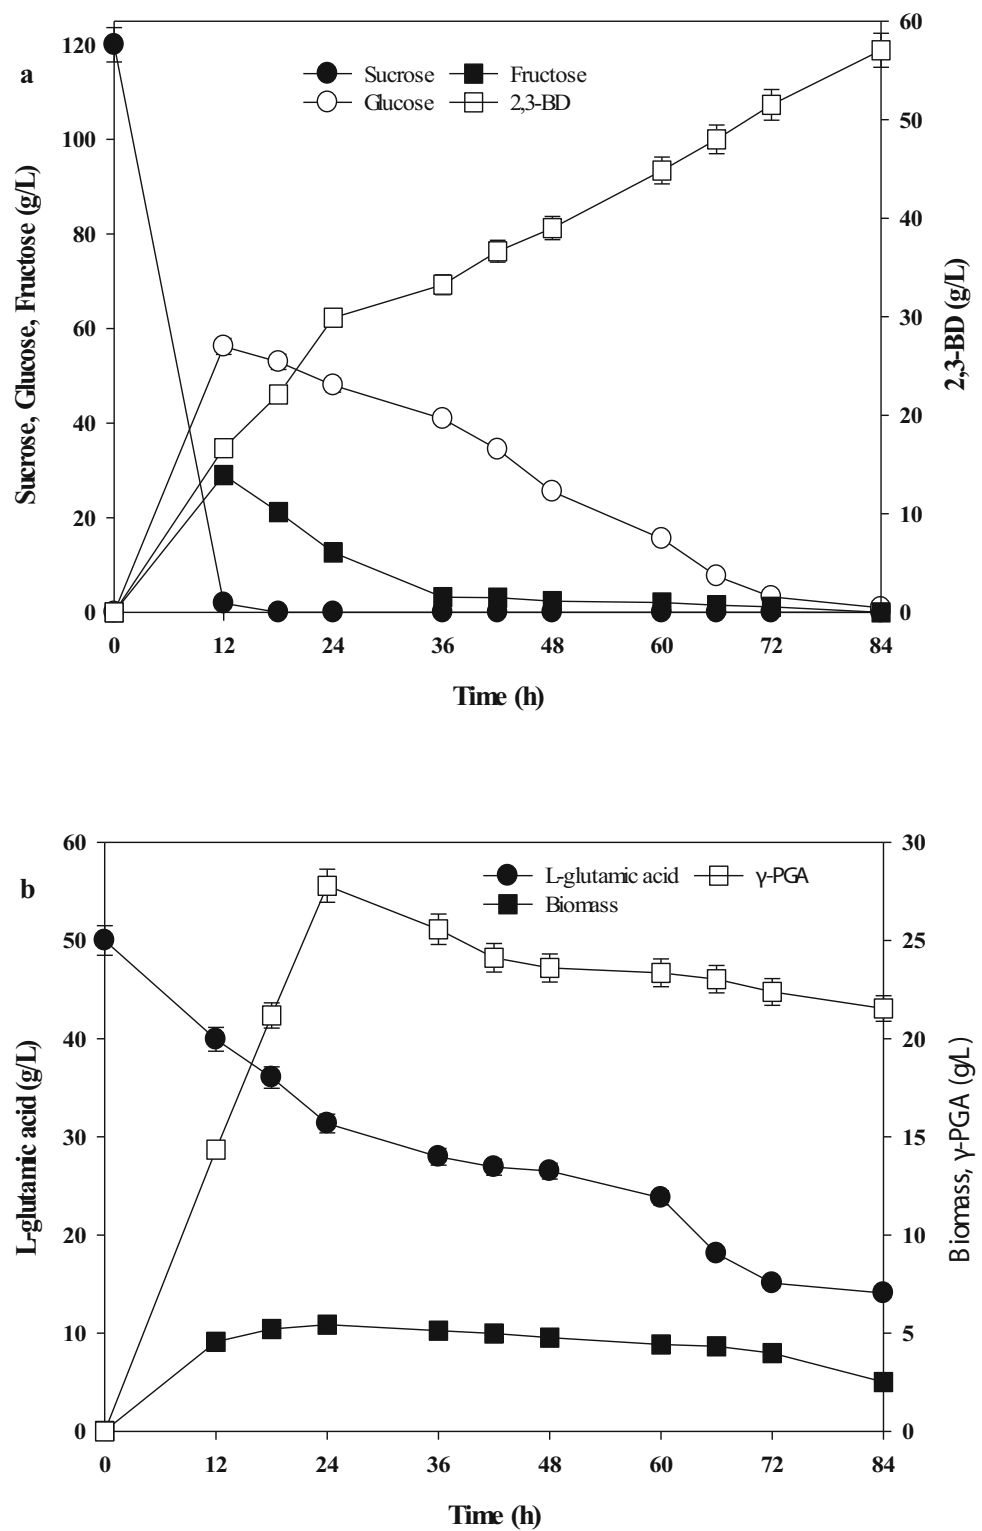 a
Sucrose, Glucose, Fructose (g/L)
120
100
80
60
40
20
0
Sucrose
Fructose
Glucose
2,3-BD
60
50
40
30
20
10
0
2,3-BD (g/L)
0 12 24 36 48 60 72 84
Time (h)
b
L-glutamic acid (g/L)
60
50
40
30
20
10
0
L-glutamic acid
γ-PGA
Biomass
30
25
20
15
10
5
0
Biomass, γ-PGA (g/L)
0 12 24 36 48 60 72 84
Time (h)